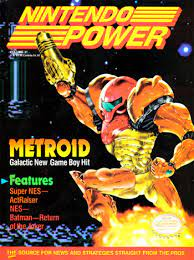 NINTENDO
POWER
METROID
Galactic New Game Boy Hit
Features
Super NES—
ActRaiser
NES—
Batman—Return
of the Joker
THE SOURCE FOR NEWS AND STRATEGIES STRAIGHT FROM THE PROS